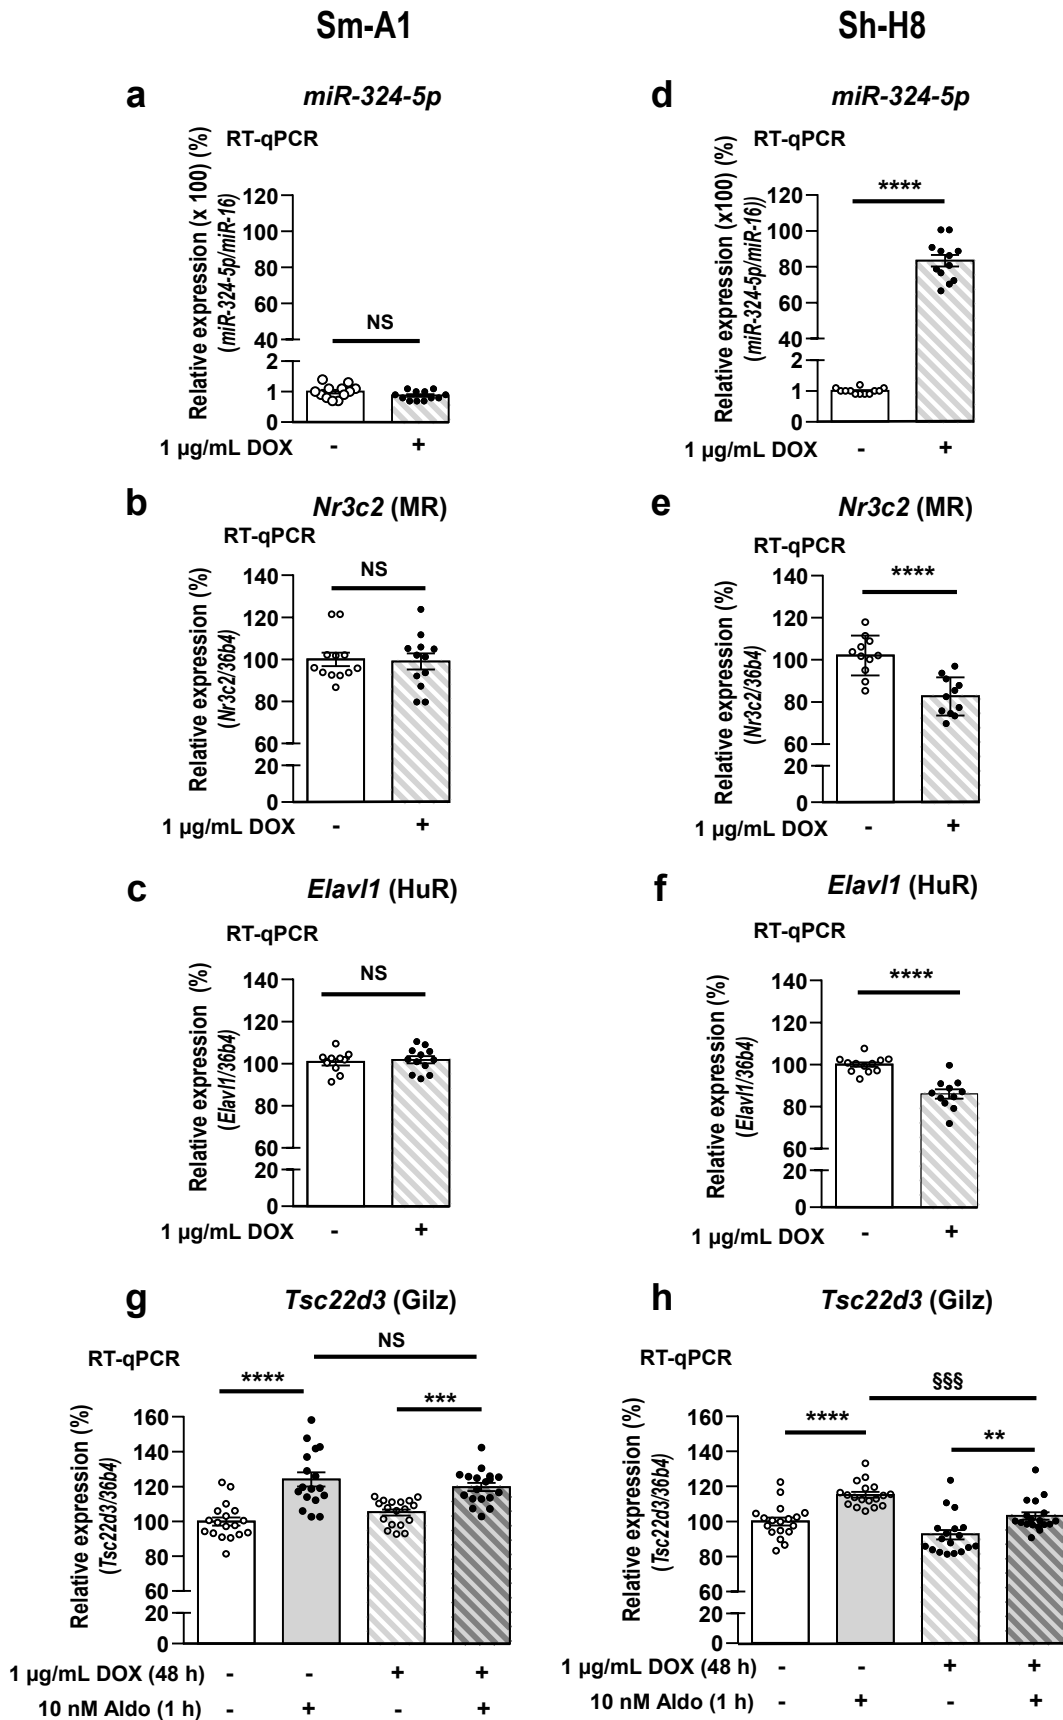 Sm-A1
Sh-H8
a
miR-324-5p
RT-qPCR
Relative expression (x 100) (%)
(miR-324-5p/miR-16)
120
100
80
60
40
2
1
0
NS
1 µg/mL DOX - +
d
miR-324-5p
RT-qPCR
Relative expression (x100) (%)
(miR-324-5p/miR-16))
120
100
80
60
40
2
1
0
****
1 µg/mL DOX - +
b
Nr3c2 (MR)
RT-qPCR
Relative expression (%)
(Nr3c2/36b4)
140
120
100
80
60
20
0
NS
1 µg/mL DOX - +
e
Nr3c2 (MR)
RT-qPCR
Relative expression (%)
(Nr3c2/36b4)
140
120
100
80
60
20
0
****
1 µg/mL DOX - +
c
Elavl1 (HuR)
RT-qPCR
Relative expression (%)
(Elavl1/36b4)
140
120
100
80
60
20
0
NS
1 µg/mL DOX - +
f
Elavl1 (HuR)
RT-qPCR
Relative expression (%)
(Elavl1/36b4)
140
120
100
80
60
20
0
****
1 µg/mL DOX - +
g
Tsc22d3 (Gilz)
RT-qPCR
Relative expression (%)
(Tsc22d3/36b4)
160
140
120
100
80
60
20
0
NS
****
***
1 µg/mL DOX (48 h) - - + +
10 nM Aldo (1 h) - + - +
h
Tsc22d3 (Gilz)
RT-qPCR
Relative expression (%)
(Tsc22d3/36b4)
160
140
120
100
80
60
20
0
§§§
****
**
1 µg/mL DOX (48 h) - - + +
10 nM Aldo (1 h) - + - +